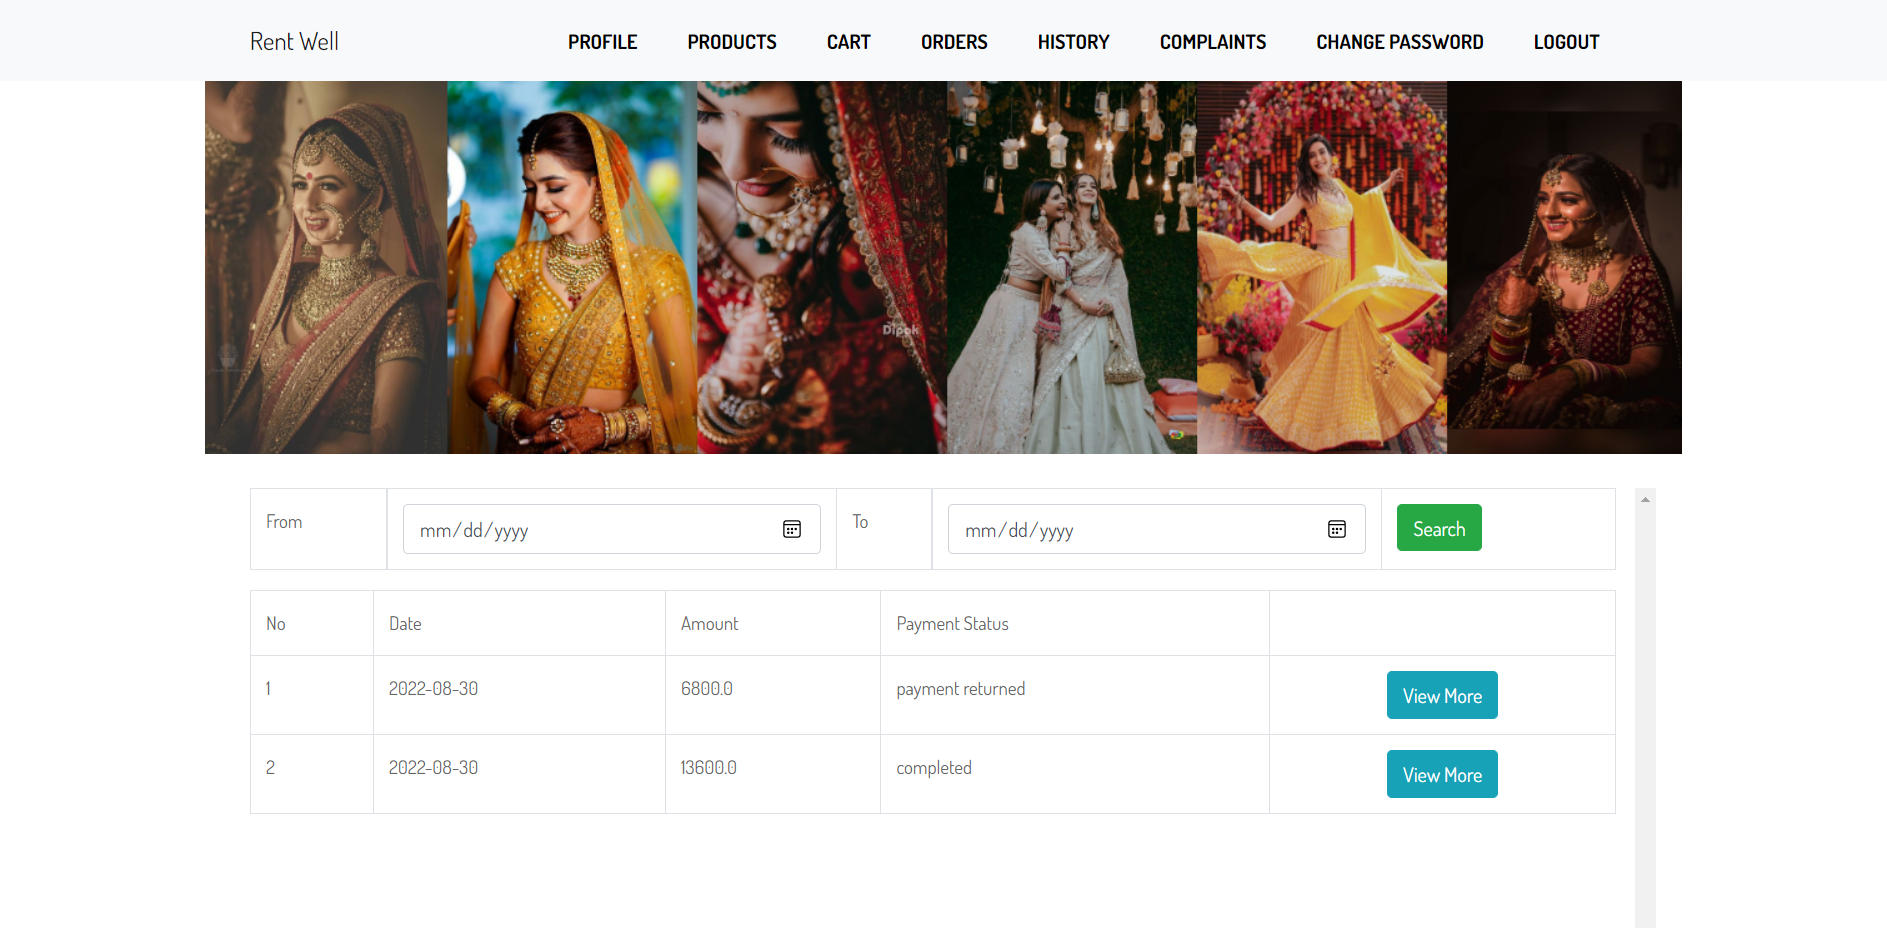 Rent Well PROFILE PRODUCTS CART ORDERS HISTORY COMPLAINTS CHANGE PASSWORD LOGOUT
Dipak
From mm/dd/yyyy To mm/dd/yyyy Search
No Date Amount Payment Status
1 2022-08-30 6800.0 payment returned View More
2 2022-08-30 13600.0 completed View More